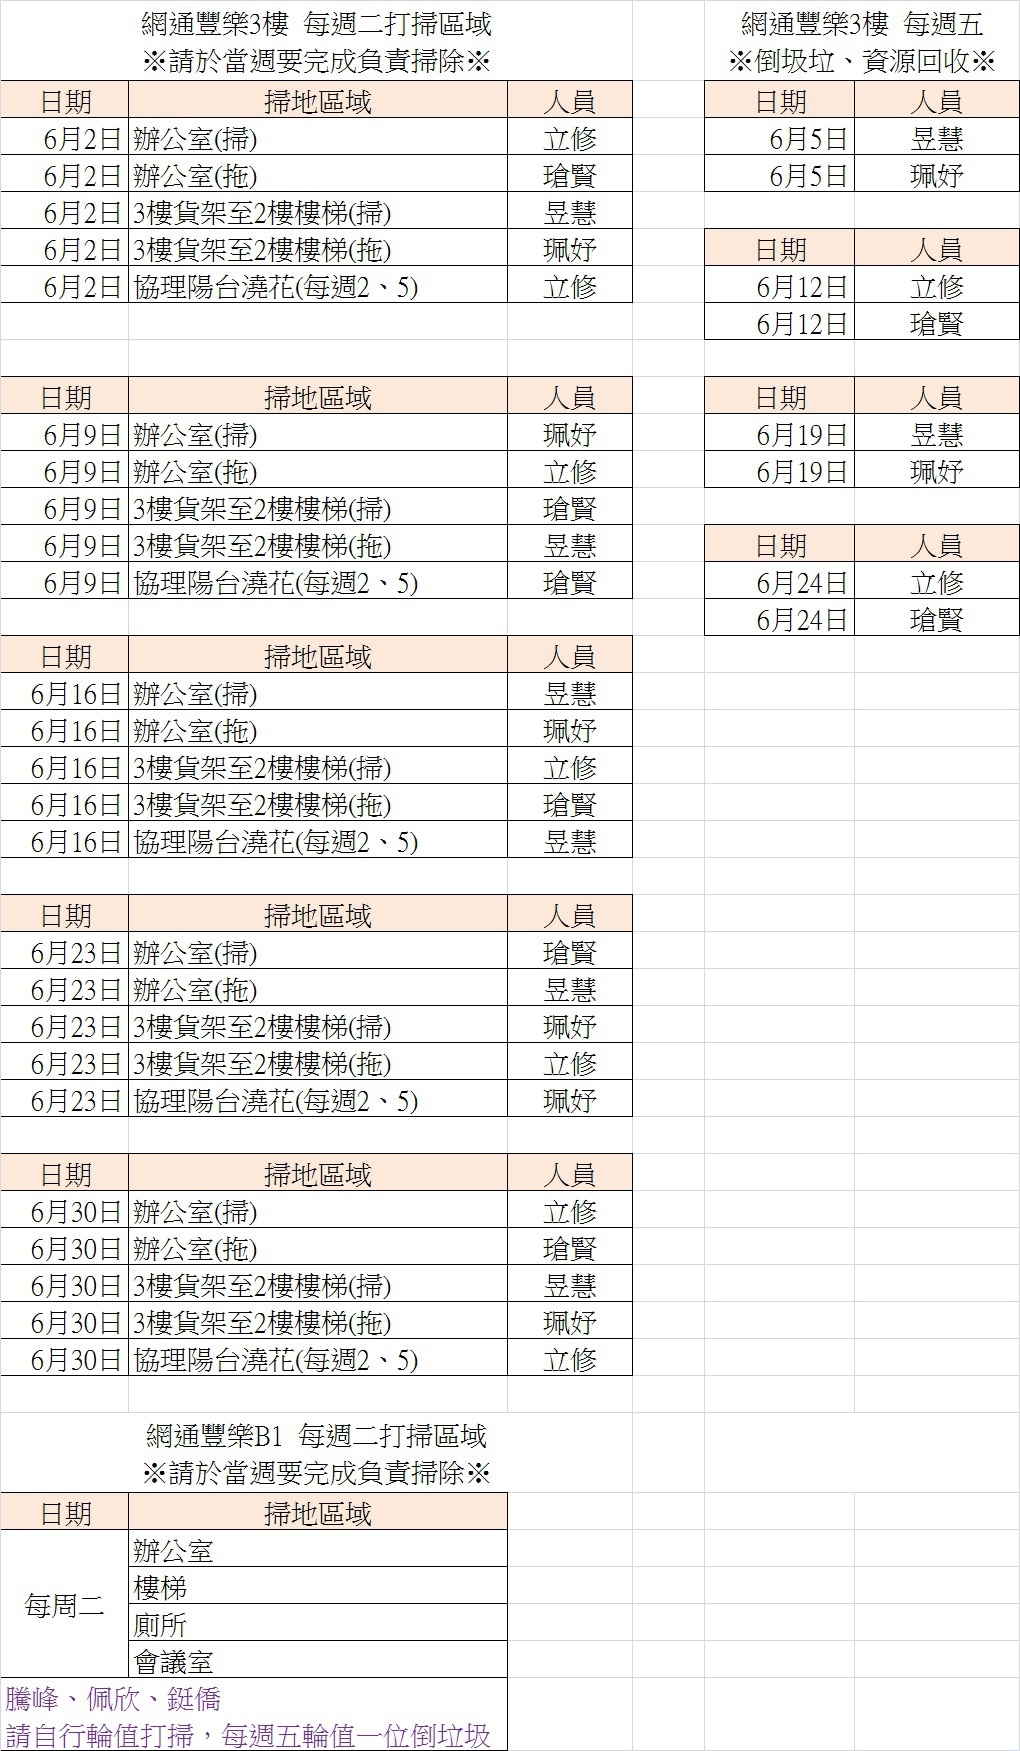 網通豐樂3樓 每週二打掃區域
※請於當週要完成負責掃除※
日期 掃地區域 人員
6月2日 辦公室(掃) 立修
6月2日 辦公室(拖) 瑲賢
6月2日 3樓貨架至2樓樓梯(掃) 昱慧
6月2日 3樓貨架至2樓樓梯(拖) 珮妤
6月2日 協理陽台澆花(每週2、5) 立修
日期 掃地區域 人員
6月9日 辦公室(掃) 珮妤
6月9日 辦公室(拖) 立修
6月9日 3樓貨架至2樓樓梯(掃) 瑲賢
6月9日 3樓貨架至2樓樓梯(拖) 昱慧
6月9日 協理陽台澆花(每週2、5) 瑲賢
日期 掃地區域 人員
6月16日 辦公室(掃) 昱慧
6月16日 辦公室(拖) 珮妤
6月16日 3樓貨架至2樓樓梯(掃) 立修
6月16日 3樓貨架至2樓樓梯(拖) 瑲賢
6月16日 協理陽台澆花(每週2、5) 昱慧
日期 掃地區域 人員
6月23日 辦公室(掃) 瑲賢
6月23日 辦公室(拖) 昱慧
6月23日 3樓貨架至2樓樓梯(掃) 珮妤
6月23日 3樓貨架至2樓樓梯(拖) 立修
6月23日 協理陽台澆花(每週2、5) 珮妤
日期 掃地區域 人員
6月30日 辦公室(掃) 立修
6月30日 辦公室(拖) 瑲賢
6月30日 3樓貨架至2樓樓梯(掃) 昱慧
6月30日 3樓貨架至2樓樓梯(拖) 珮妤
6月30日 協理陽台澆花(每週2、5) 立修
網通豐樂B1 每週二打掃區域
※請於當週要完成負責掃除※
日期 掃地區域
每周二
辦公室
樓梯
廁所
會議室
騰峰、佩欣、鋌僑
請自行輪值打掃，每週五輪值一位倒垃圾
網通豐樂3樓 每週五
※倒圾垃、資源回收※
日期 人員
6月5日 昱慧
6月5日 珮妤
日期 人員
6月12日 立修
6月12日 瑲賢
日期 人員
6月19日 昱慧
6月19日 珮妤
日期 人員
6月24日 立修
6月24日 瑲賢